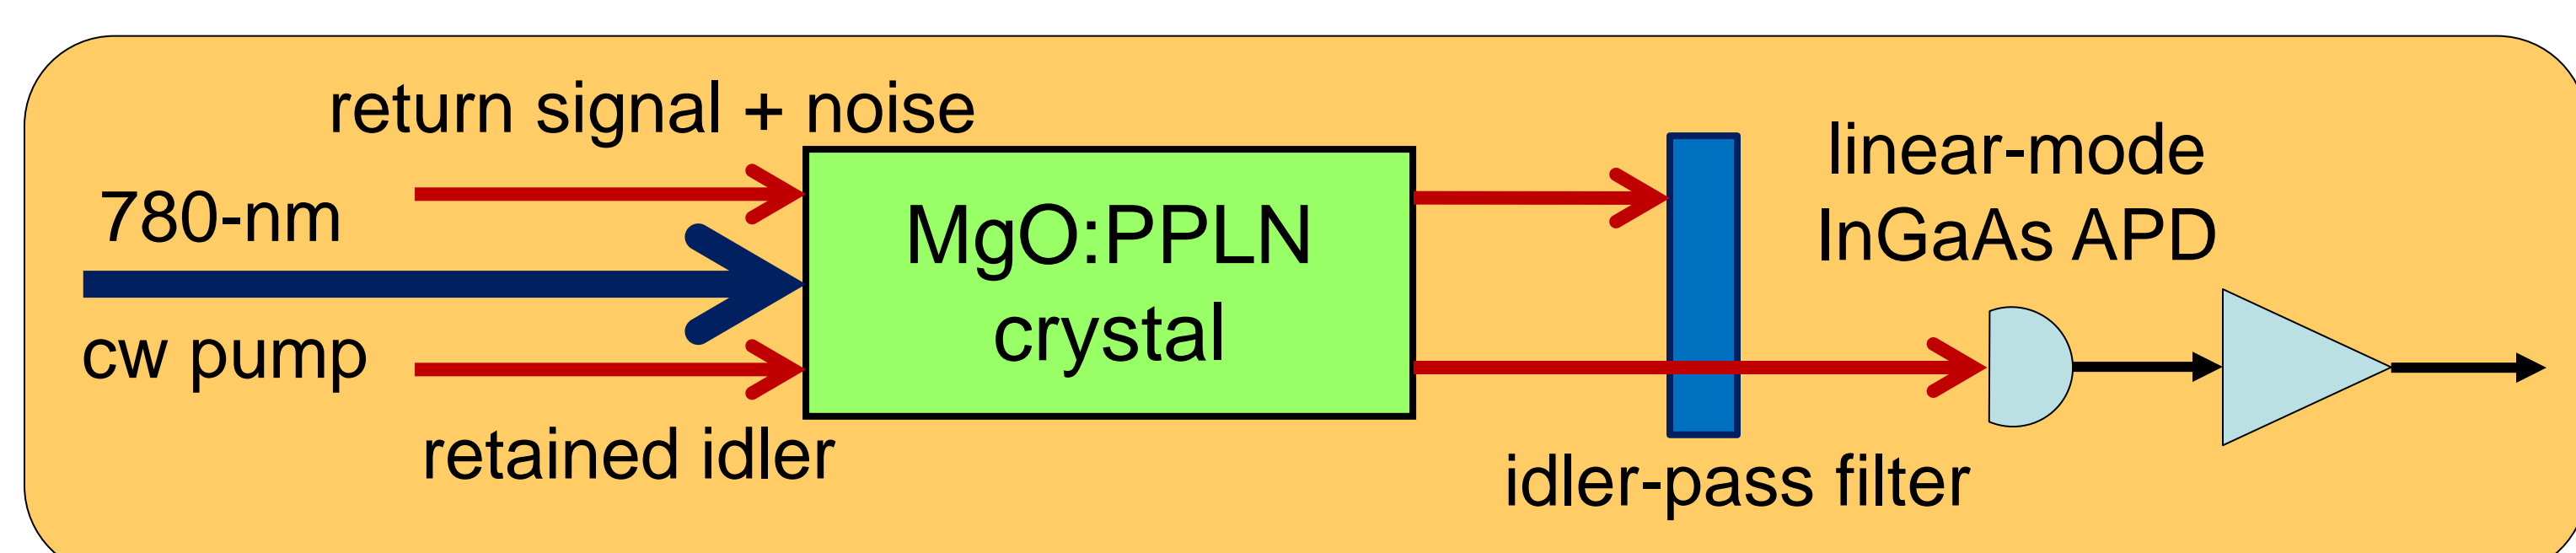 return signal + noise
780-nm
cw pump
retained idler
MgO:PPLN
crystal
linear-mode
InGaAs APD
idler-pass filter